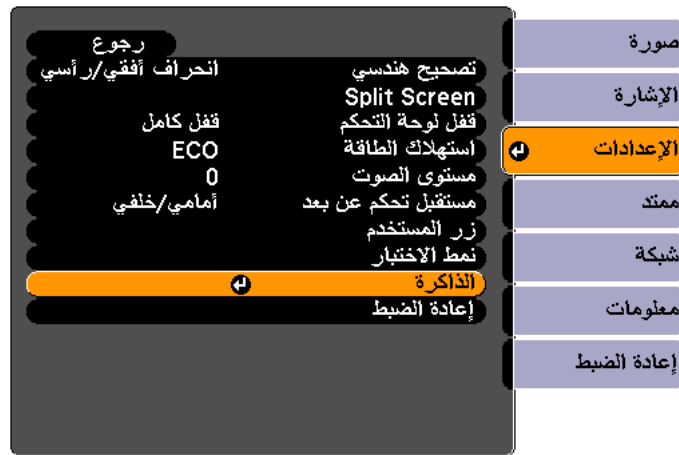 صورة
الإشارة
الإعدادات
ممتد
شبكة
معلومات
إعادة الضبط
رجوع
تصحيح هندسي انحراف أفقي/رأسي
Split Screen
قفل لوحة التحكم قفل كامل
استهلاك الطاقة ECO
مستوى الصوت 0
مستقبل تحكم عن بعد أمامي/خلفي
زر المستخدم
نمط الاختبار
الذاكرة
إعادة الضبط